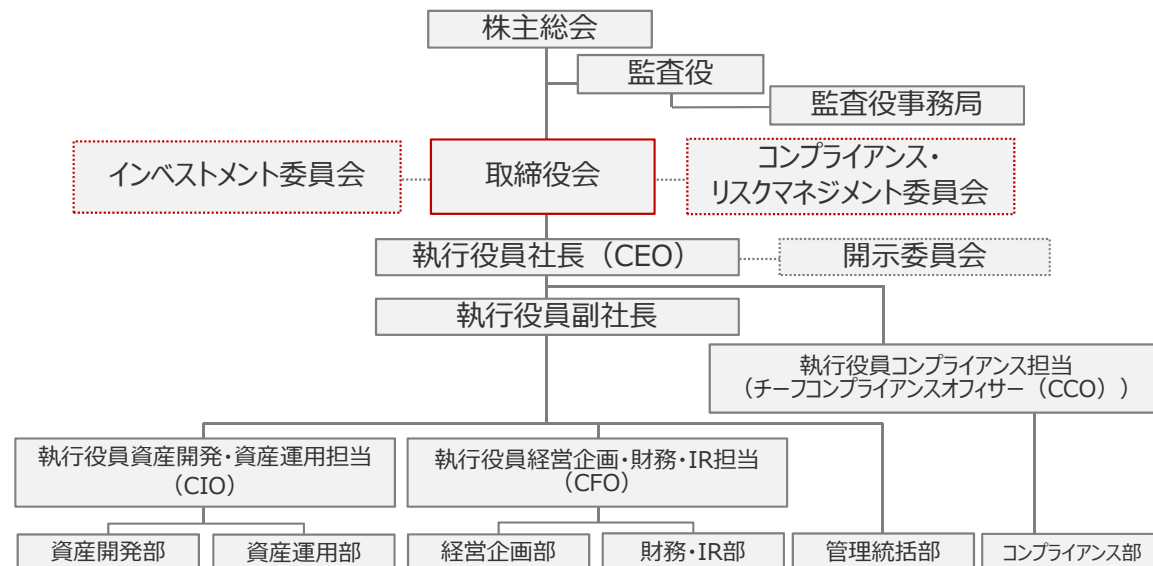 株主総会
監査役
監査役事務局
インベストメント委員会
取締役会
コンプライアンス・
リスクマネジメント委員会
執行役員社長（CEO）
開示委員会
執行役員副社長
執行役員コンプライアンス担当
（チーフコンプライアンスオフィサー（CCO））
執行役員資産開発・資産運用担当
（CIO）
執行役員経営企画・財務・IR担当
（CFO）
資産開発部
資産運用部
経営企画部
財務・IR部
管理統括部
コンプライアンス部